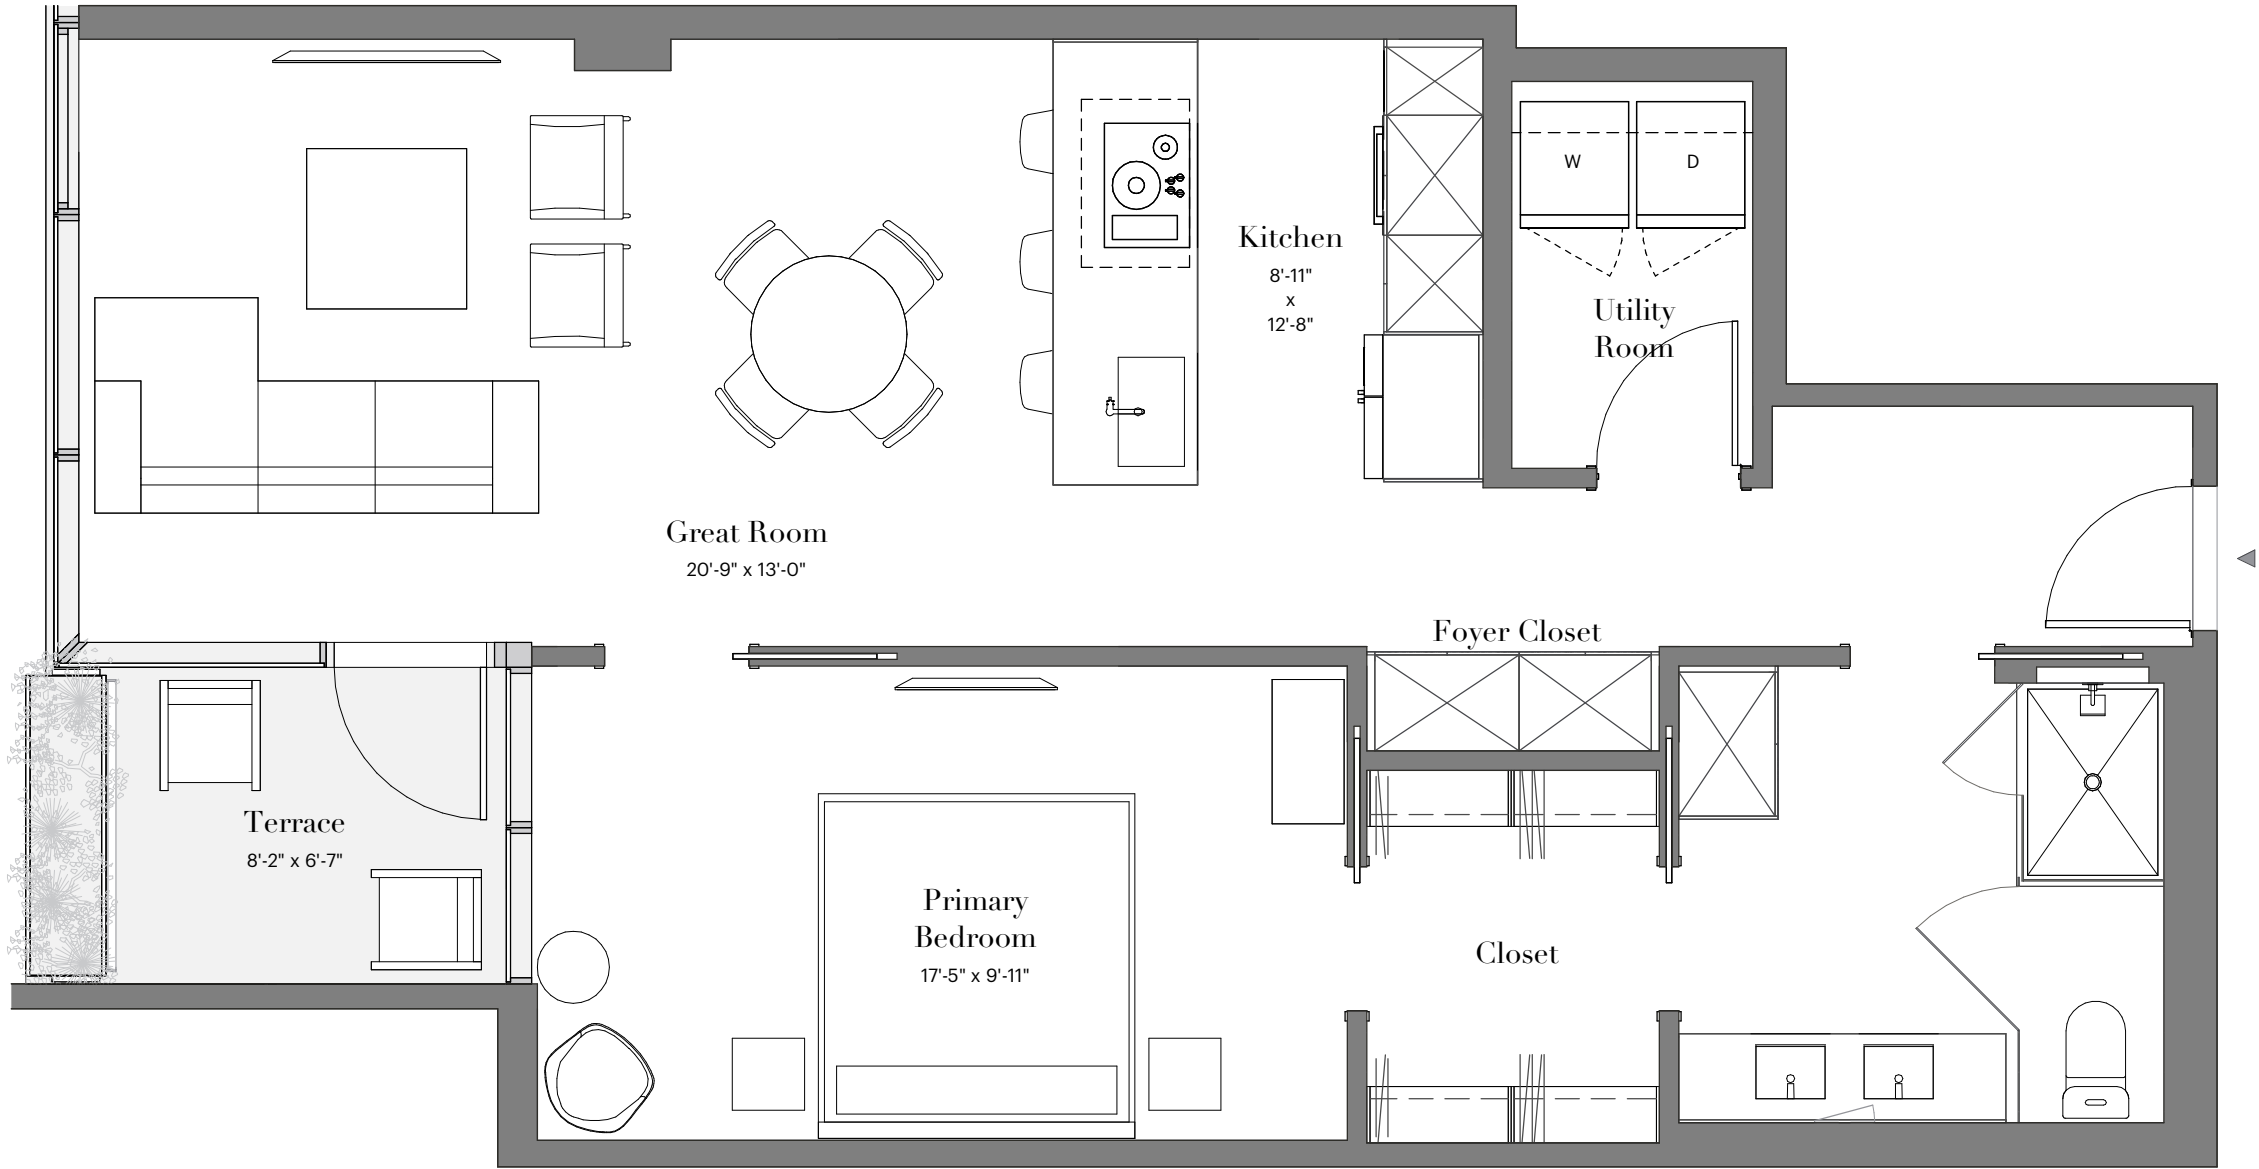 W
D
Kitchen
8'-11"
x
12'-8"
Utility
Room
Great Room
20'-9" x 13'-0"
Foyer Closet
Terrace
8'-2" x 6'-7"
Primary
Bedroom
17'-5" x 9'-11"
Closet